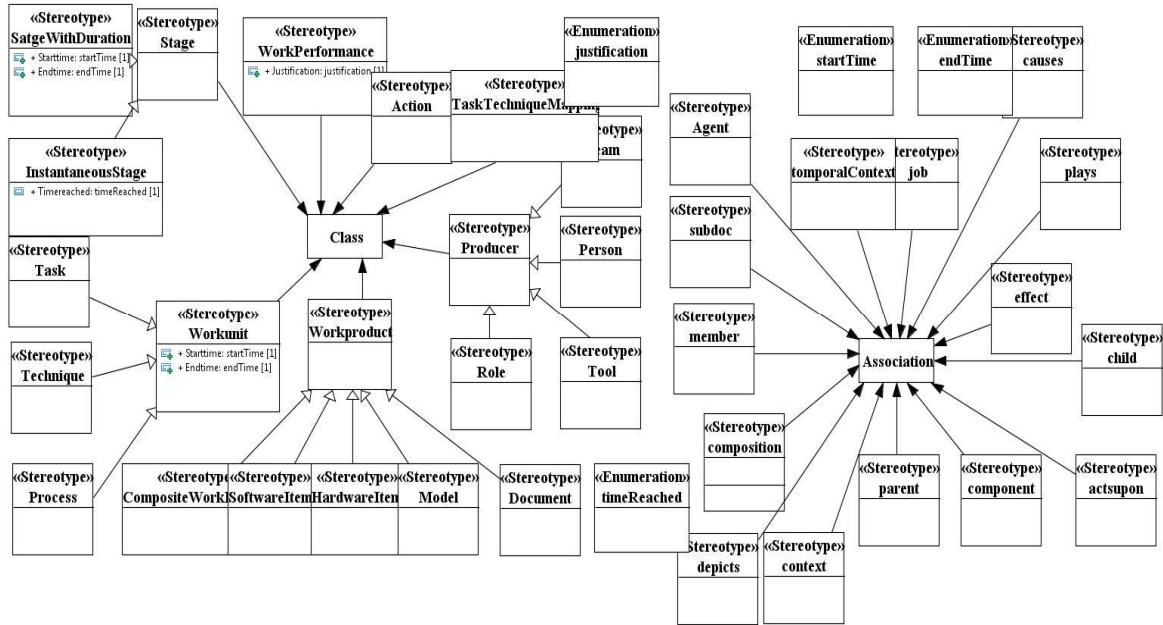 «Stereotype»
SatgeWithDuration
+ Starttime: startTime [1]
+ Endtime: endTime [1]
«Stereotype»
Stage
«Stereotype»
WorkPerformance
+ Justification: justification [1]
«Stereotype»
Action
«Stereotype»
TaskTechniqueMapping
«Enumeration»
justification
«Enumeration»
startTime
«Enumeration»
endTime
Stereotype»
causes
«Stereotype»
InstantaneousStage
+ Timereached: timeReached [1]
eotype»
eam
«Stereotype»
Agent
«Stereotype»
temporalContext
tereotype»
job
«Stereotype»
plays
Class
«Stereotype»
Producer
«Stereotype»
Person
«Stereotype»
subdoc
«Stereotype»
Task
«Stereotype»
Workunit
+ Starttime: startTime [1]
+ Endtime: endTime [1]
«Stereotype»
Workproduct
«Stereotype»
effect
«Stereotype»
Technique
«Stereotype»
Role
«Stereotype»
Tool
«Stereotype»
member
Association
«Stereotype»
child
«Stereotype»
composition
«Stereotype»
Process
«Stereotype»
CompositeWork
«Stereotype»
SoftwareItem
«Stereotype»
HardwareItem
«Stereotype»
Model
«Stereotype»
Document
«Enumeration»
timeReached
«Stereotype»
parent
«Stereotype»
component
«Stereotype»
actsupon
«Stereotype»
depicts
«Stereotype»
context